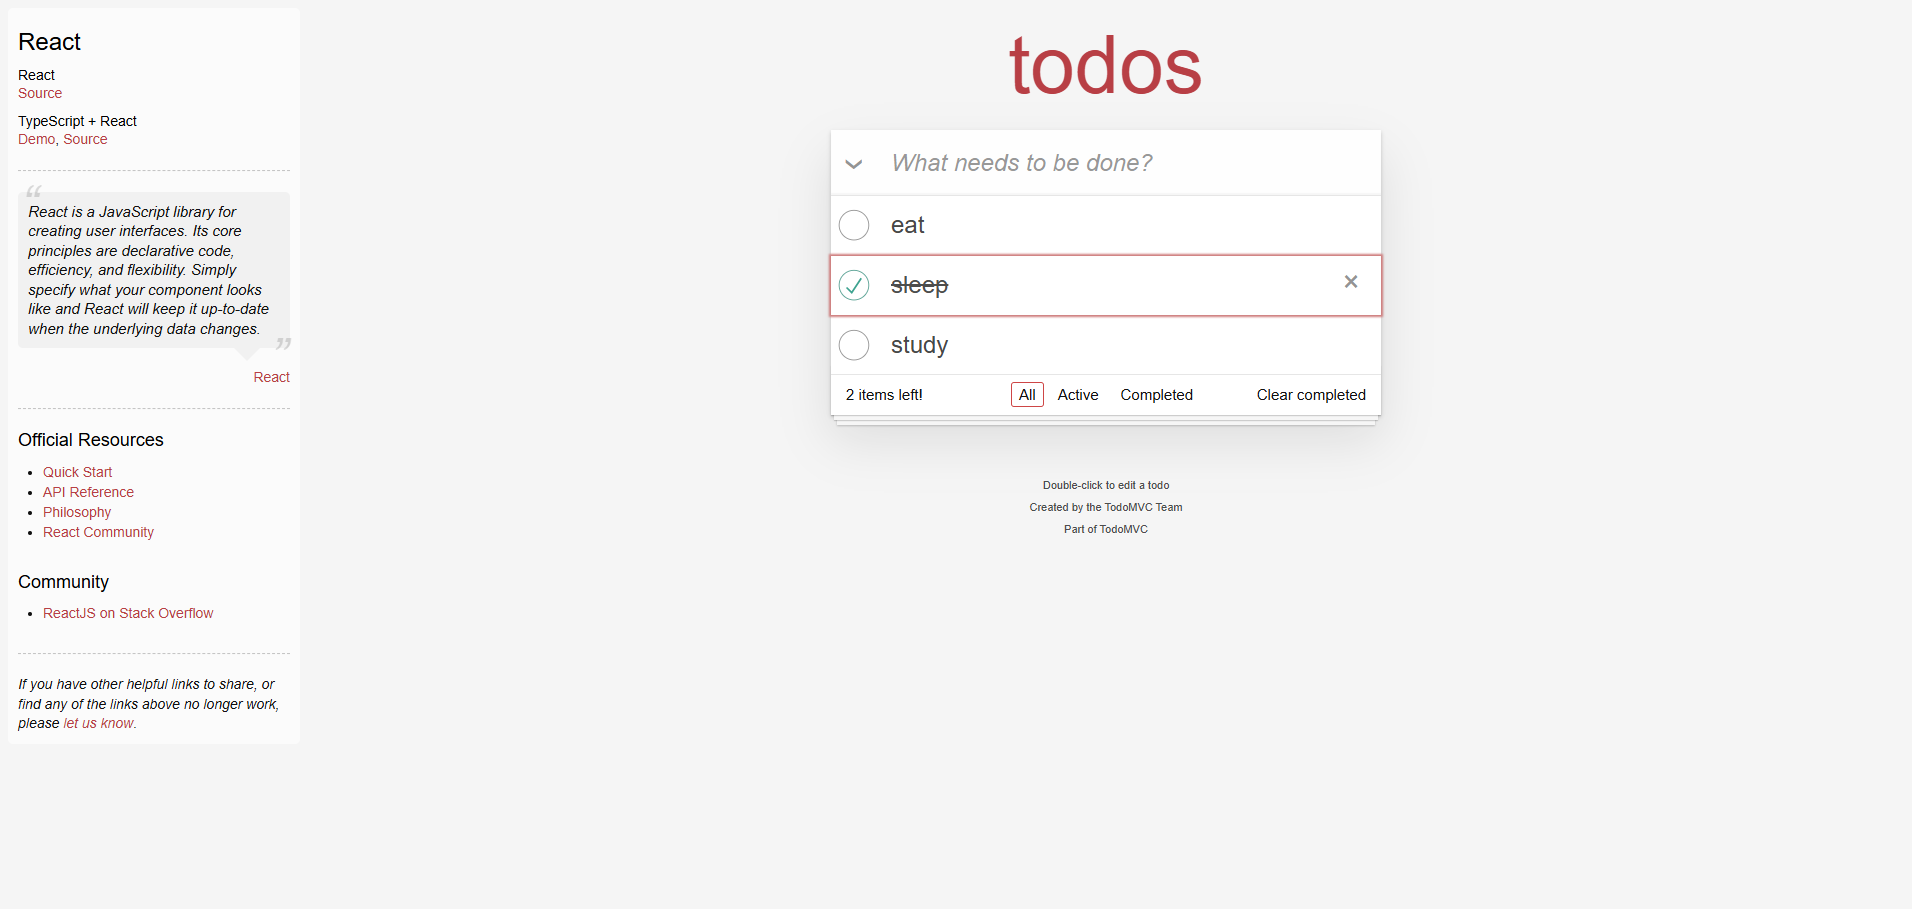 React
React
Source
TypeScript + React
Demo, Source
“
React is a JavaScript library for
creating user interfaces. Its core
principles are declarative code,
efficiency, and flexibility. Simply
specify what your component looks
like and React will keep it up-to-date
when the underlying data changes.
”
React
Official Resources
• Quick Start
• API Reference
• Philosophy
• React Community
Community
• ReactJS on Stack Overflow
If you have other helpful links to share, or
find any of the links above no longer work,
please let us know.
todos
What needs to be done?
eat
sleep ×
study
2 items left! All Active Completed Clear completed
Double-click to edit a todo
Created by the TodoMVC Team
Part of TodoMVC